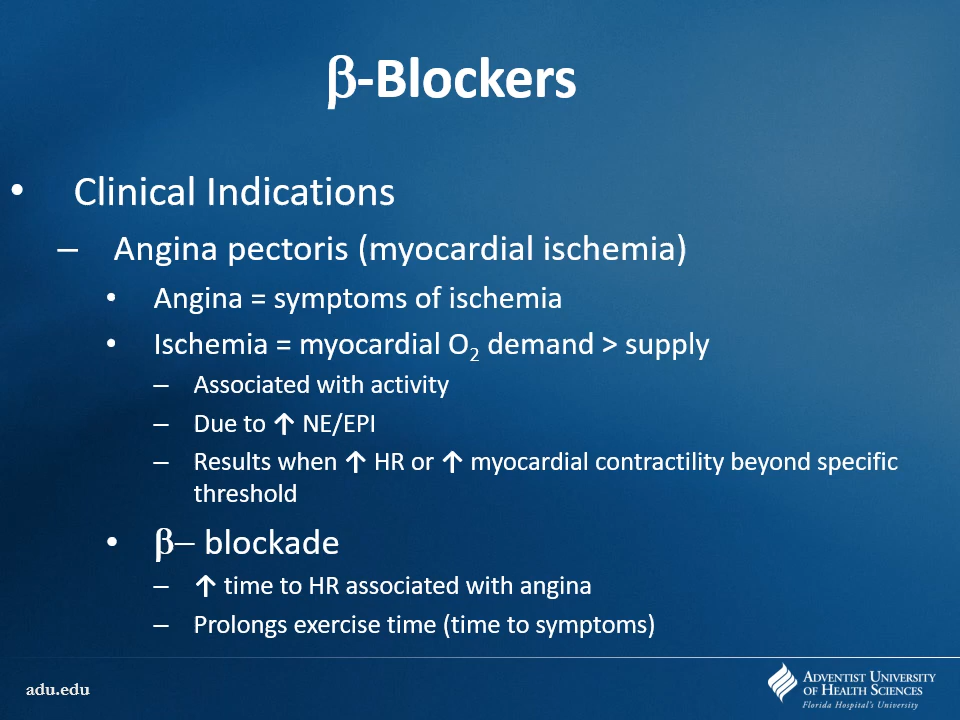 β-Blockers
• Clinical Indications
– Angina pectoris (myocardial ischemia)
• Angina = symptoms of ischemia
• Ischemia = myocardial O₂ demand > supply
– Associated with activity
– Due to ↑ NE/EPI
– Results when ↑ HR or ↑ myocardial contractility beyond specific
threshold
• β– blockade
– ↑ time to HR associated with angina
– Prolongs exercise time (time to symptoms)
adu.edu
ADVENTIST UNIVERSITY
OF HEALTH SCIENCES
Florida Hospital's University